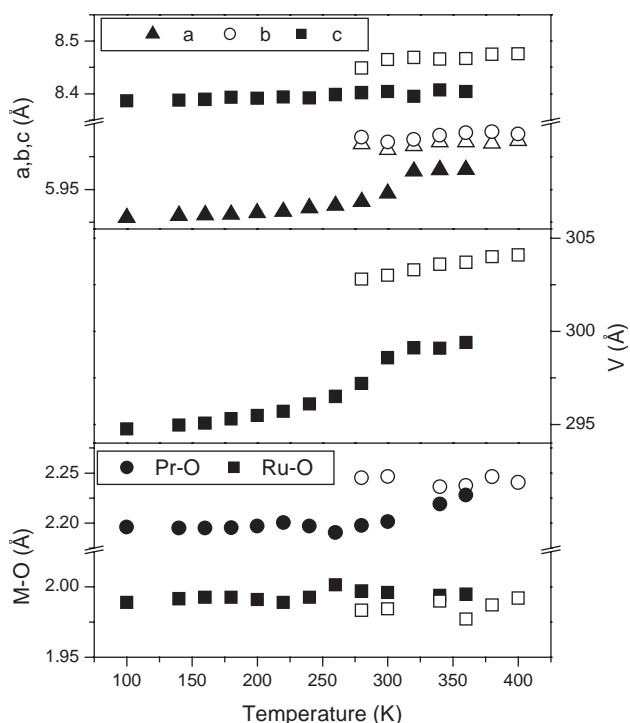 a b c
8.5
8.4
5.95
a,b,c (Å)
305
300
295
V (Å)
Pr-O Ru-O
2.25
2.20
2.00
1.95
M-O (Å)
100 150 200 250 300 350 400
Temperature (K)